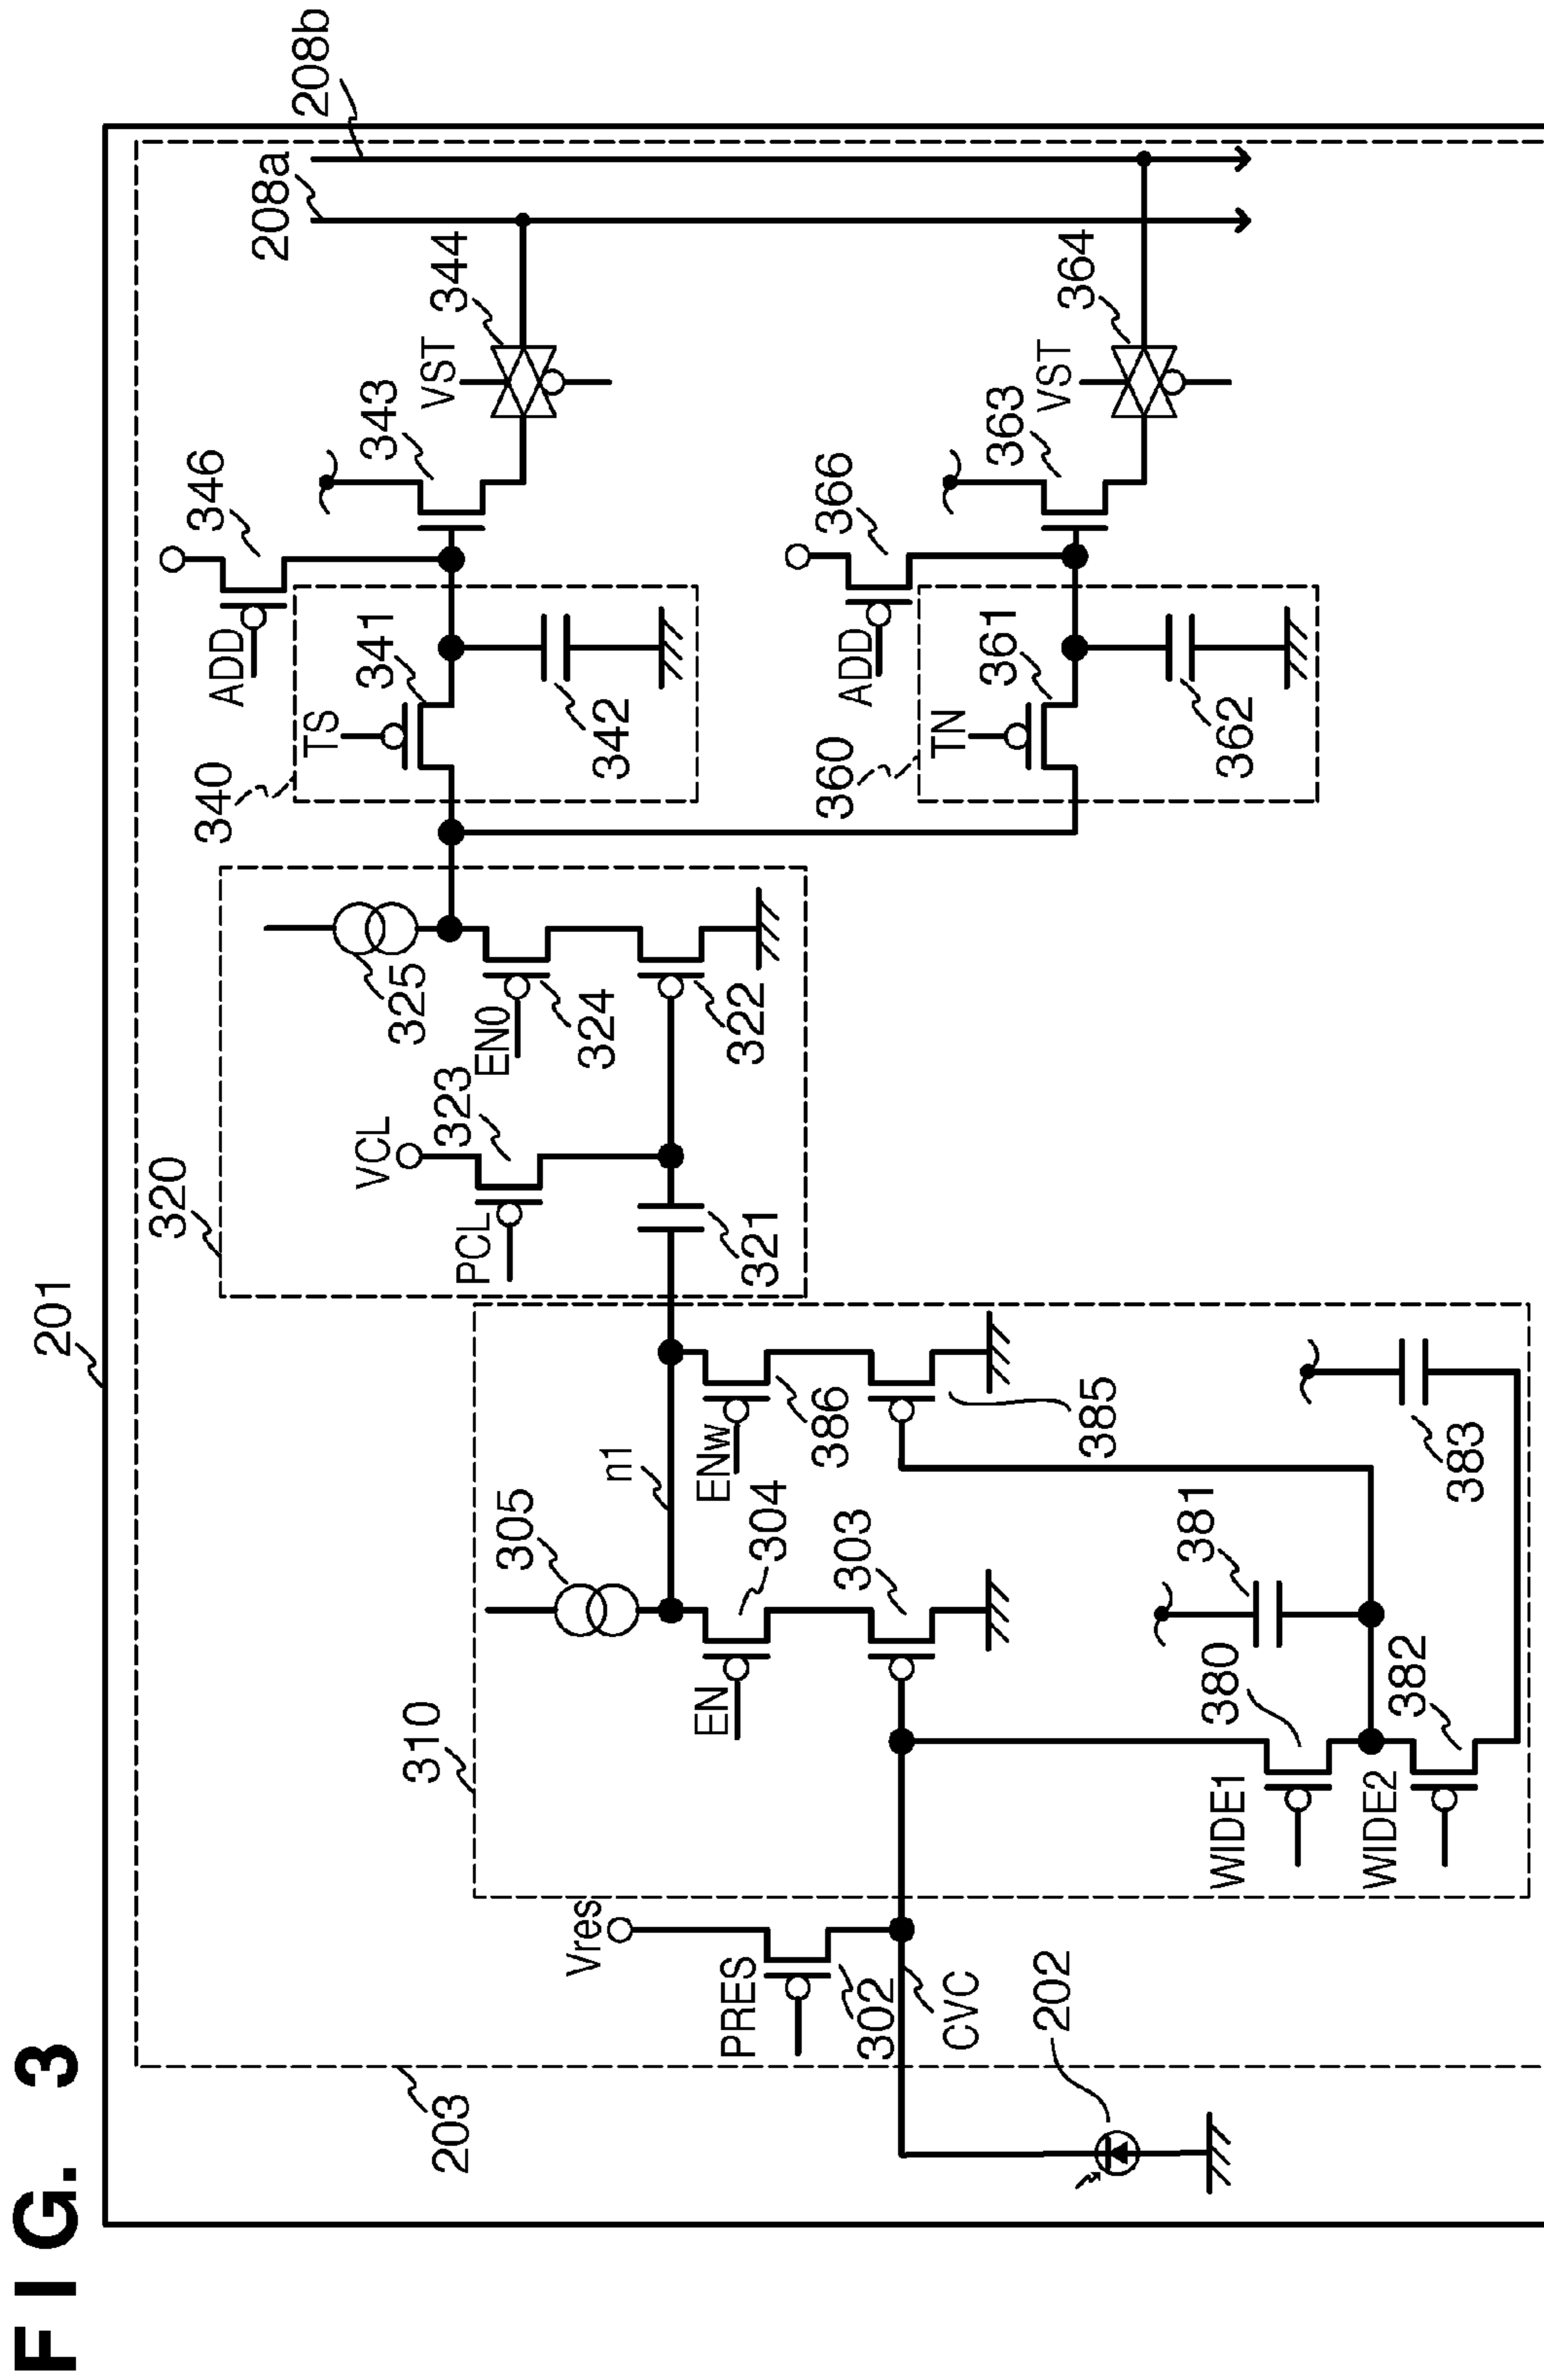 FIG. 3
201
203
202
Vres
PRES
302
CVC
310
305
n1
EN
304
303
ENw
386
385
WIDE1
380
381
WIDE2
382
383
320
VCL
323
PCL
321
325
EN0
324
322
340
TS
341
342
ADD
346
343
VST
344
208a
208b
360
TN
361
362
ADD
366
363
VST
364